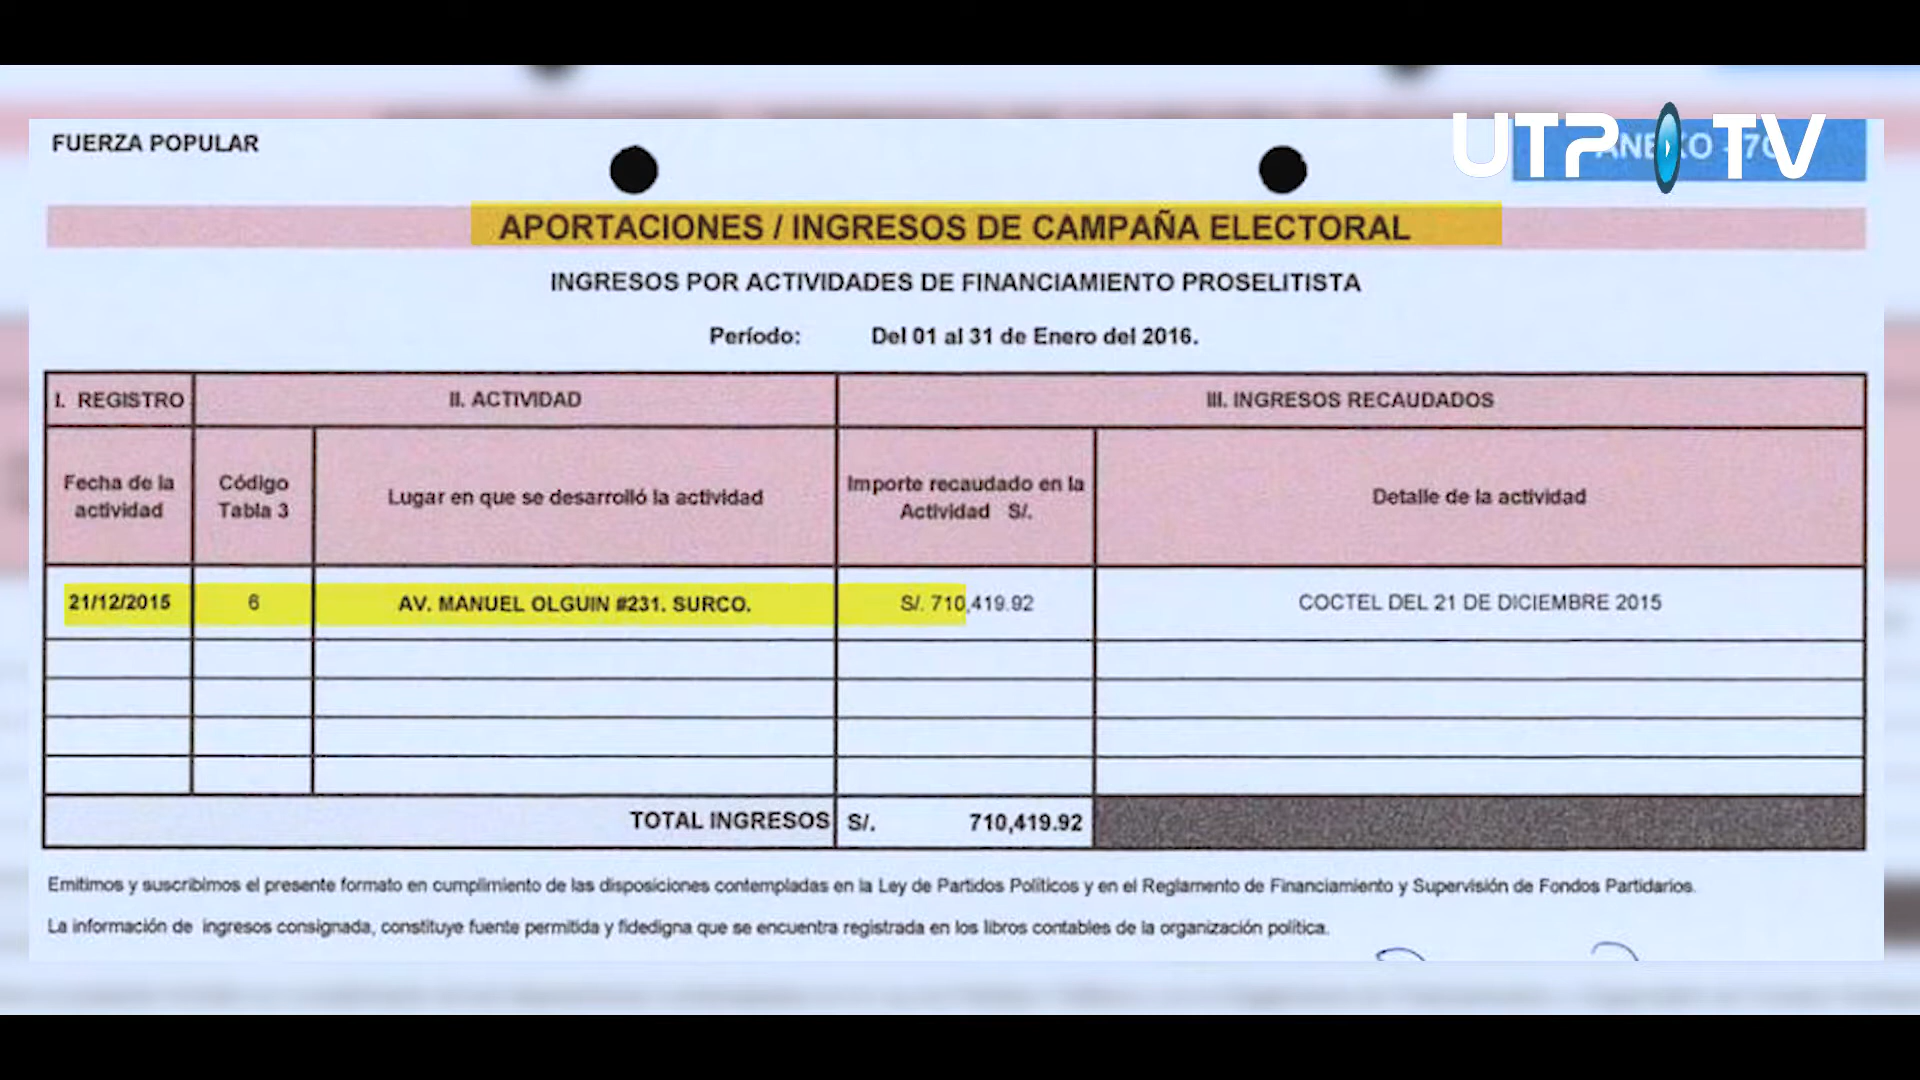 FUERZA POPULAR
UTP TV
APORTACIONES / INGRESOS DE CAMPAÑA ELECTORAL
INGRESOS POR ACTIVIDADES DE FINANCIAMIENTO PROSELITISTA
Período: Del 01 al 31 de Enero del 2016.
I. REGISTRO II. ACTIVIDAD III. INGRESOS RECAUDADOS
Fecha de la actividad Código Tabla 3 Lugar en que se desarrolló la actividad Importe recaudado en la Actividad S/. Detalle de la actividad
21/12/2015 6 AV. MANUEL OLGUIN #231. SURCO. S/. 710,419.92 COCTEL DEL 21 DE DICIEMBRE 2015
TOTAL INGRESOS S/. 710,419.92
Emitimos y suscribimos el presente formato en cumplimiento de las disposiciones contempladas en la Ley de Partidos Políticos y en el Reglamento de Financiamiento y Supervisión de Fondos Partidarios.
La información de ingresos consignada, constituye fuente permitida y fidedigna que se encuentra registrada en los libros contables de la organización política.